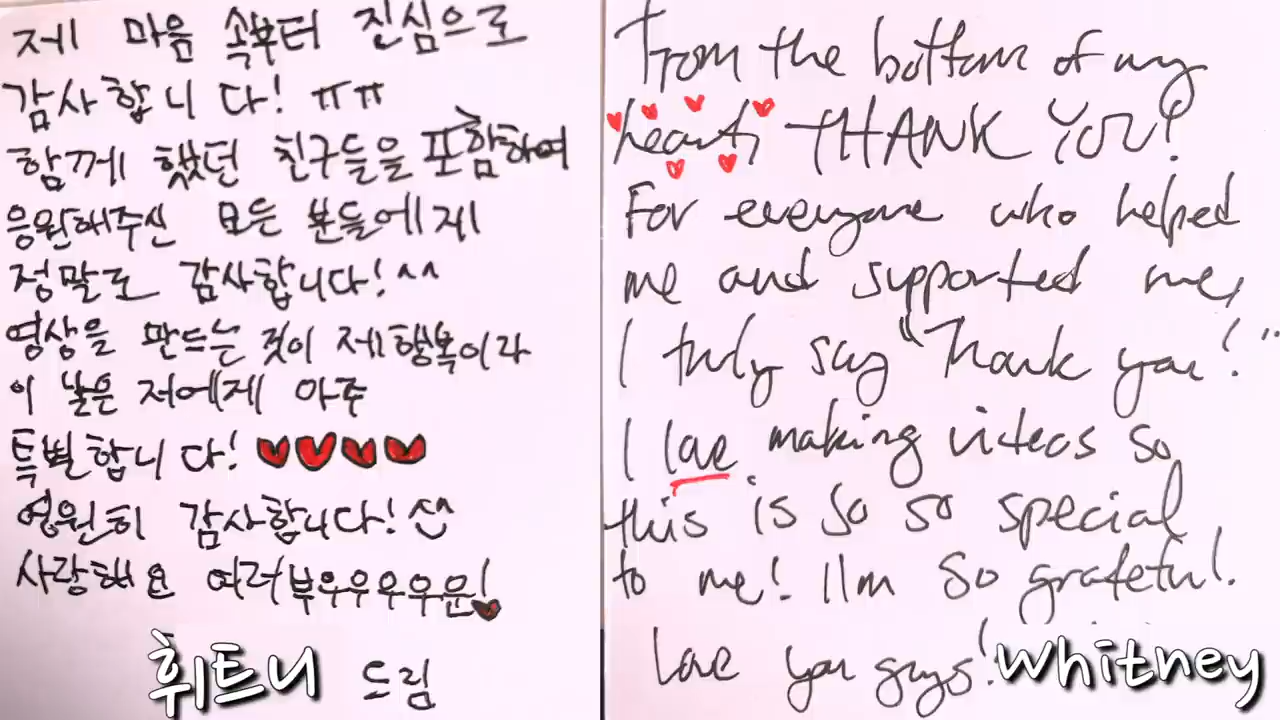 제 마음 속부터 진심으로
감사합니다! ㅠㅠ
함께 했던 친구들을 포함하여
응원해주신 모든 분들에게
정말로 감사합니다! ^^
영상을 만드는 것이 제 행복이라
이 날은 저에게 아주
특별합니다!
영원히 감사합니다! ^^
사랑해요 여러부우우우우운!
휘트니 드림
From the bottom of my
heart, THANK YOU!
For everyone who helped
me and supported me,
I truly say "Thank you!"
I love making videos so
this is so so special
to me! I'm so grateful.
Love you guys!
Whitney